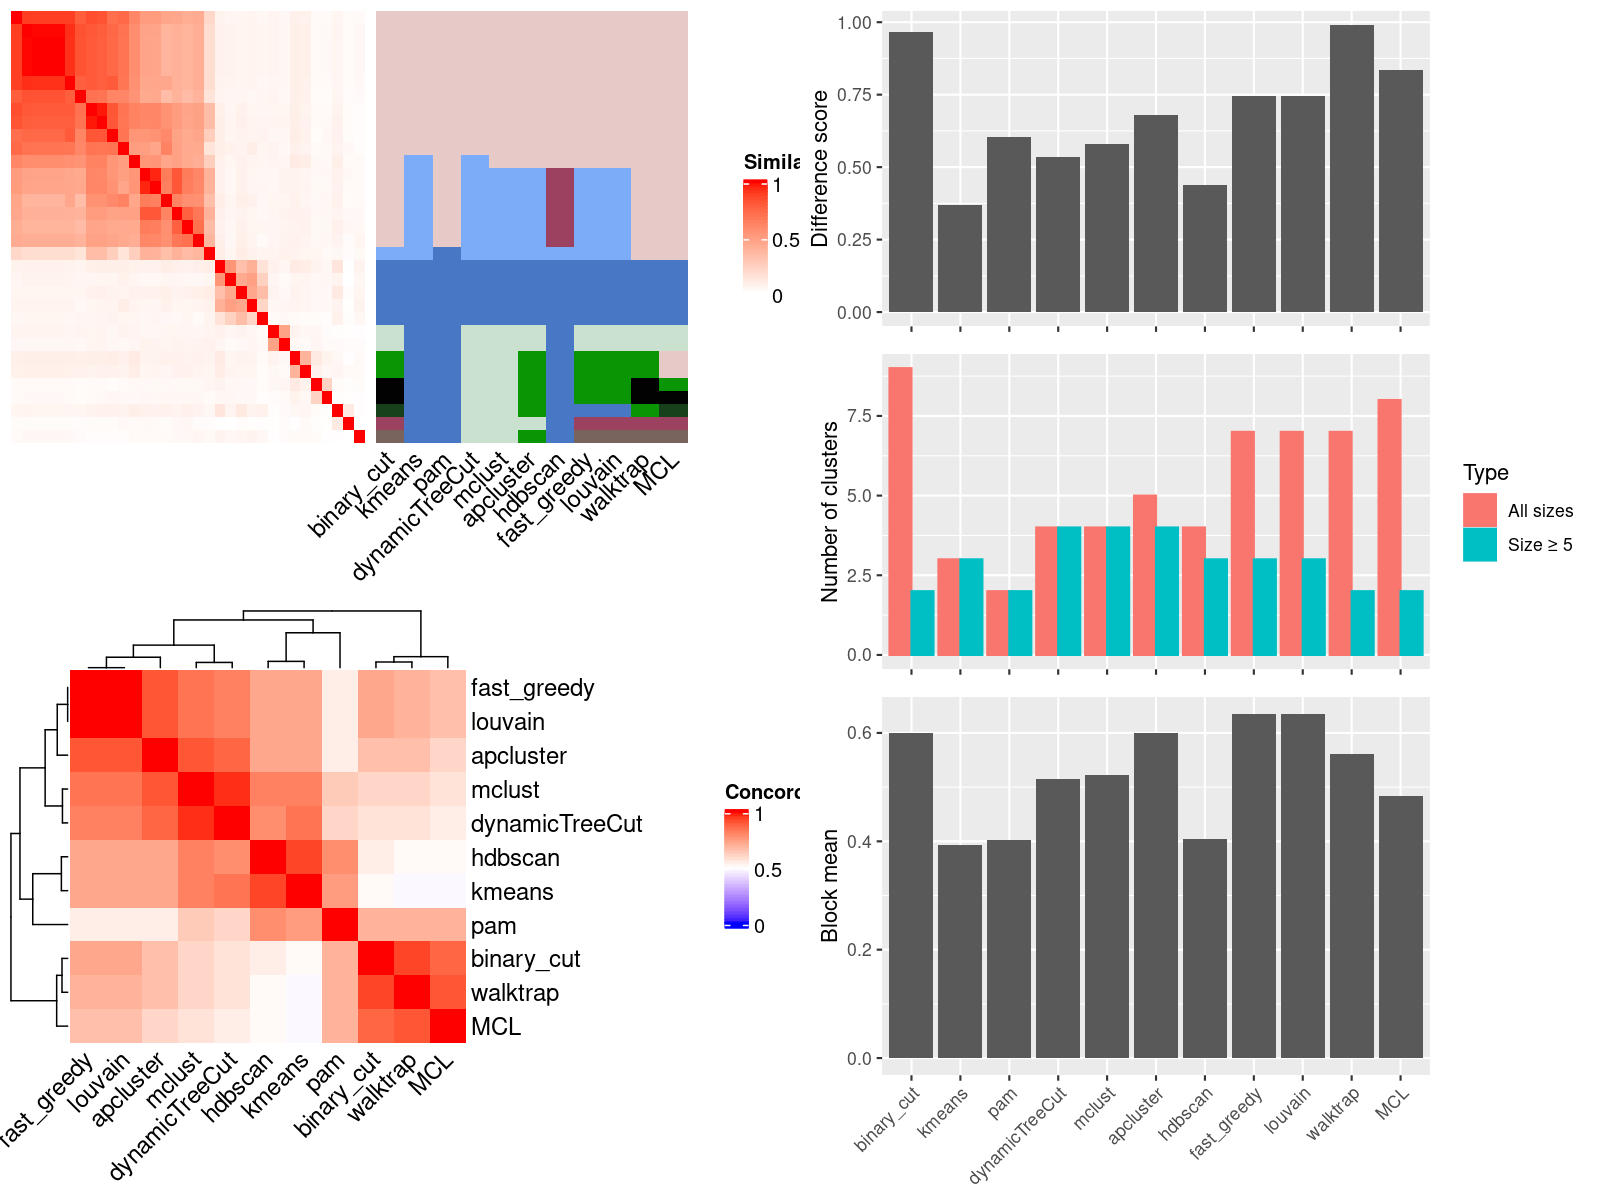 Simila
1
0.5
0
binary_cut
kmeans
pam
dynamicTreeCut
mclust
apcluster
hdbscan
fast_greedy
louvain
walktrap
MCL
fast_greedy
louvain
apcluster
mclust
dynamicTreeCut
hdbscan
kmeans
pam
binary_cut
walktrap
MCL
Concord
1
0.5
0
fast_greedy
louvain
apcluster
mclust
dynamicTreeCut
hdbscan
kmeans
pam
binary_cut
walktrap
MCL
Difference score
1.00
0.75
0.50
0.25
0.00
Number of clusters
7.5
5.0
2.5
0.0
Type
All sizes
Size ≥ 5
Block mean
0.6
0.4
0.2
0.0
binary_cut
kmeans
pam
dynamicTreeCut
mclust
apcluster
hdbscan
fast_greedy
louvain
walktrap
MCL